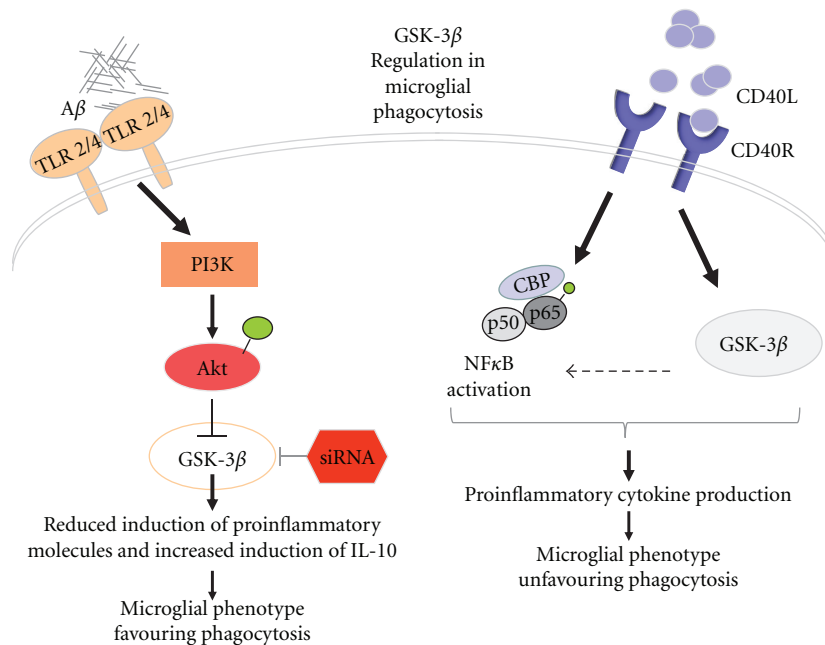 GSK-3β
Regulation in
microglial
phagocytosis
Aβ
TLR 2/4
TLR 2/4
PI3K
Akt
GSK-3β
siRNA
Reduced induction of proinflammatory
molecules and increased induction of IL-10
Microglial phenotype
favouring phagocytosis
CD40L
CD40R
CBP
p50
p65
NFκB
activation
GSK-3β
Proinflammatory cytokine production
Microglial phenotype
unfavouring phagocytosis